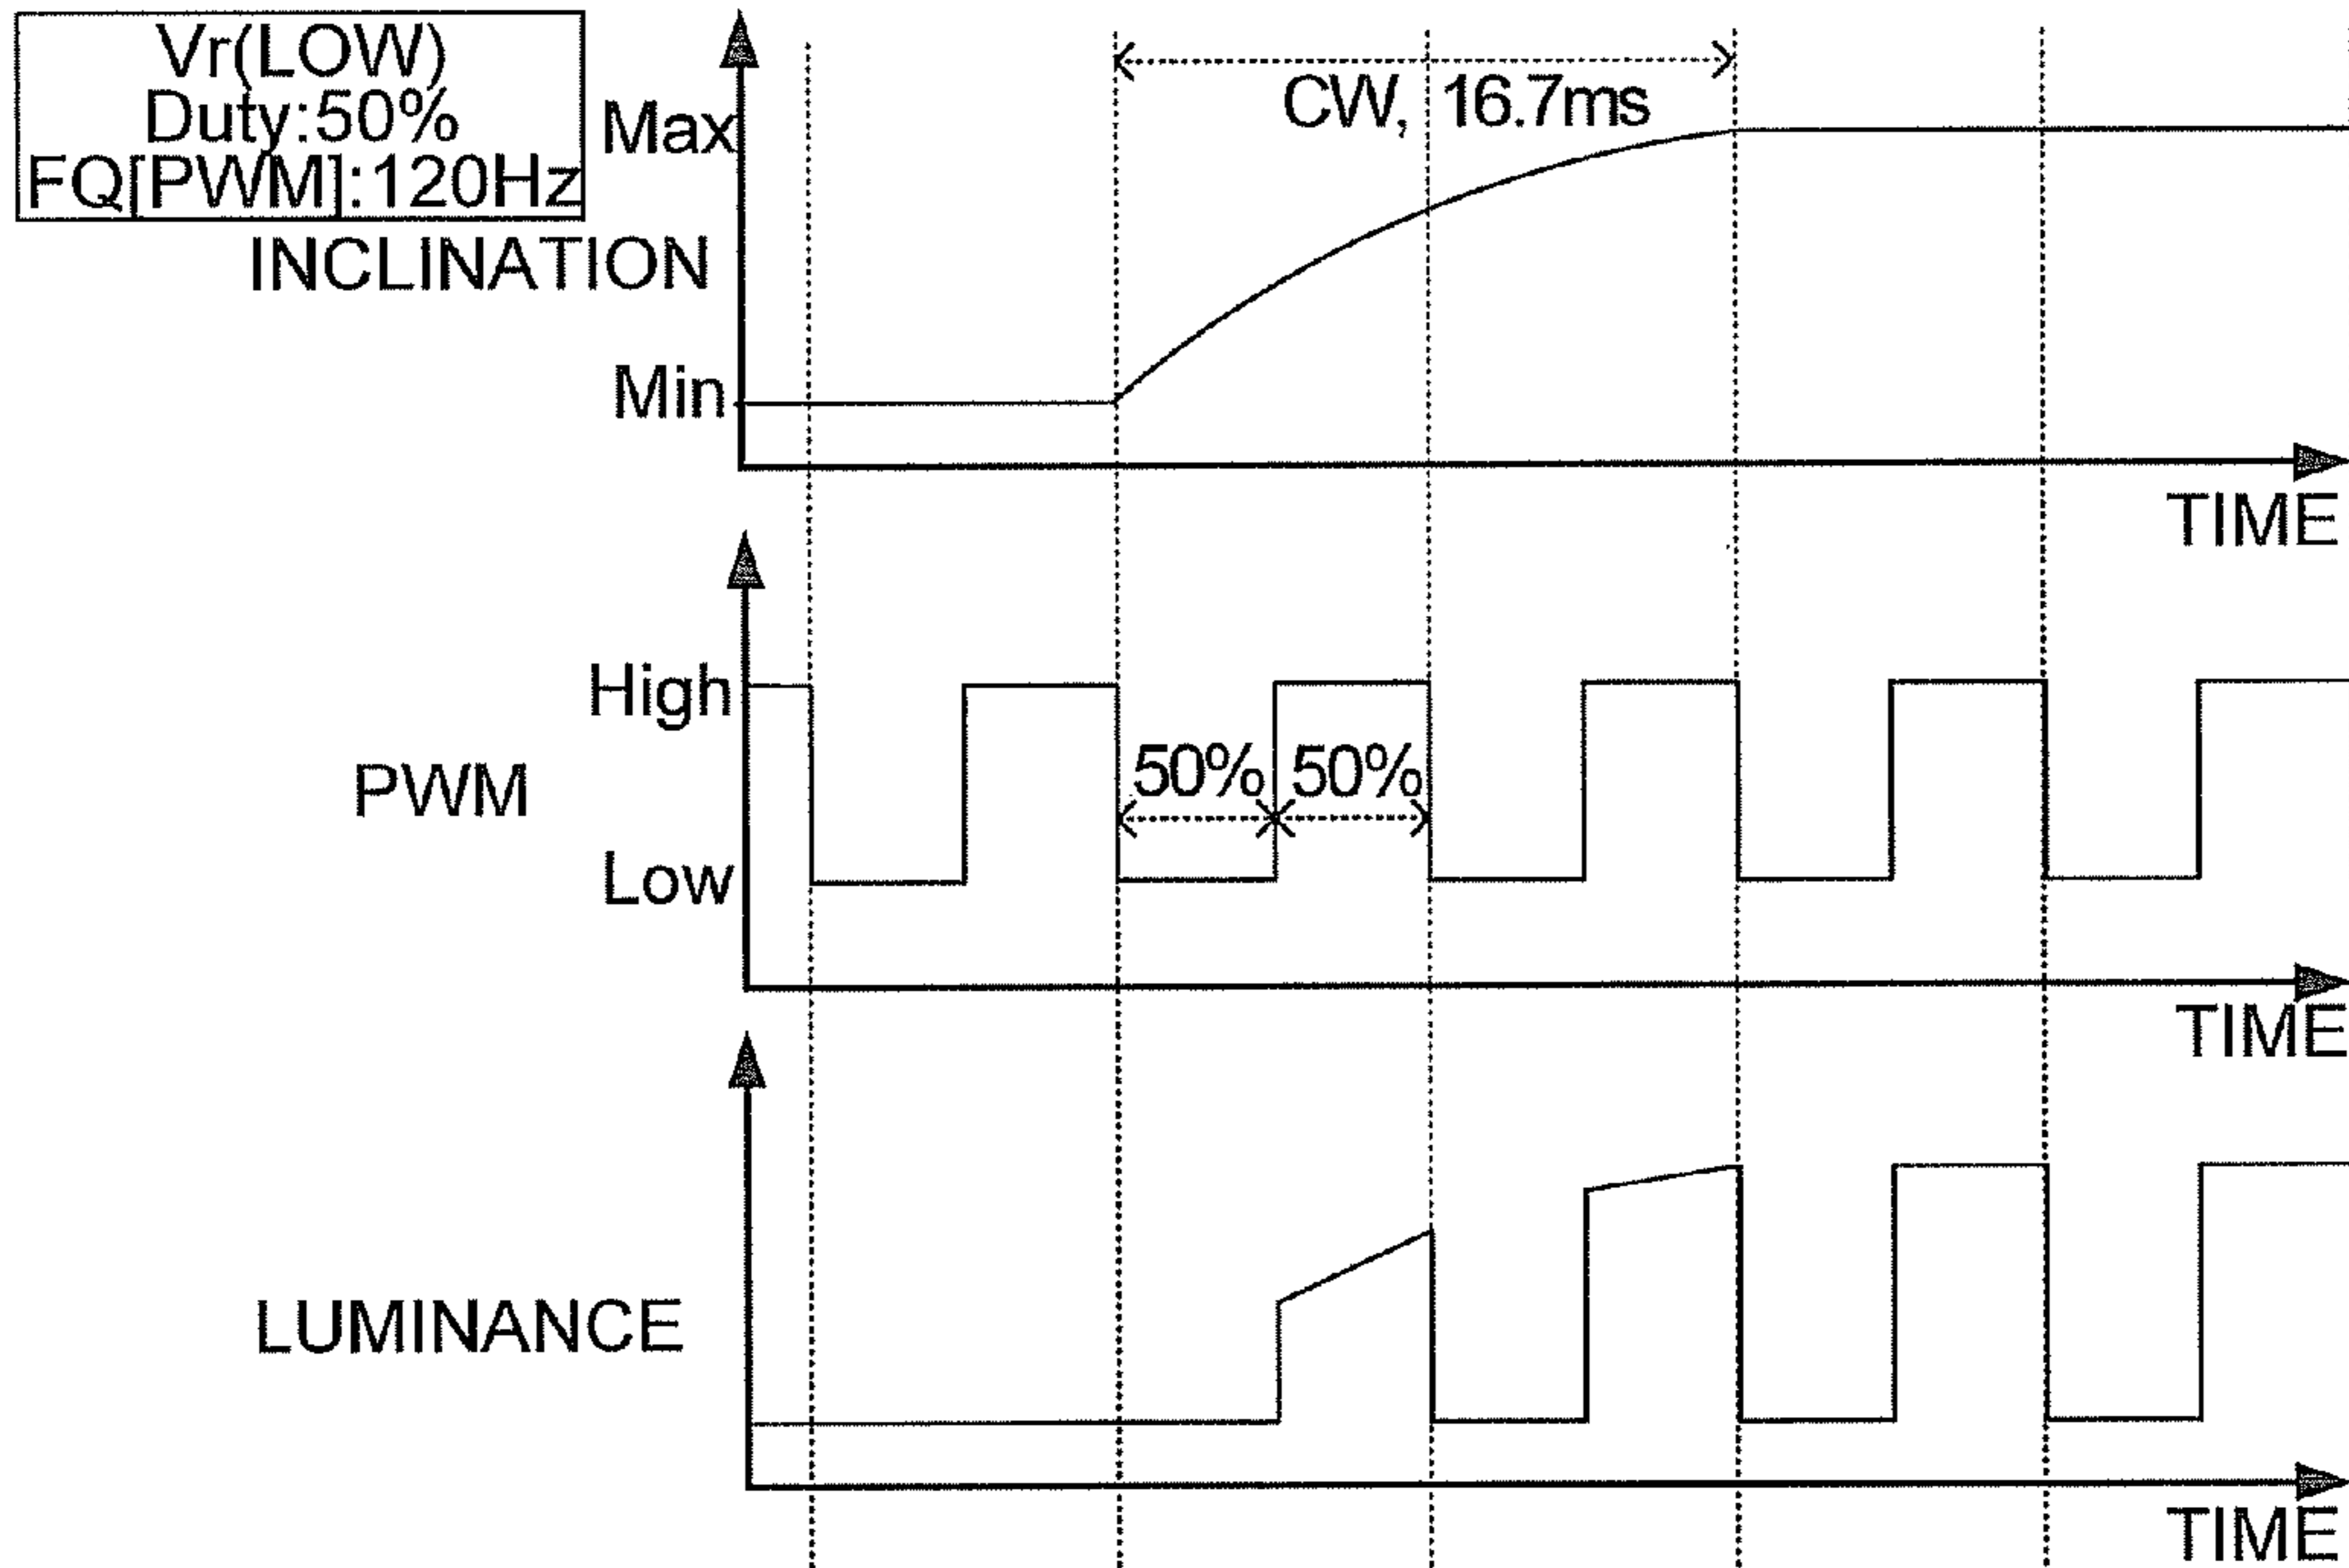 Vr(LOW)
Duty:50%
FQ[PWM]:120Hz
CW, 16.7ms
Max
INCLINATION
Min
TIME
High
50% 50%
PWM
Low
TIME
LUMINANCE
TIME